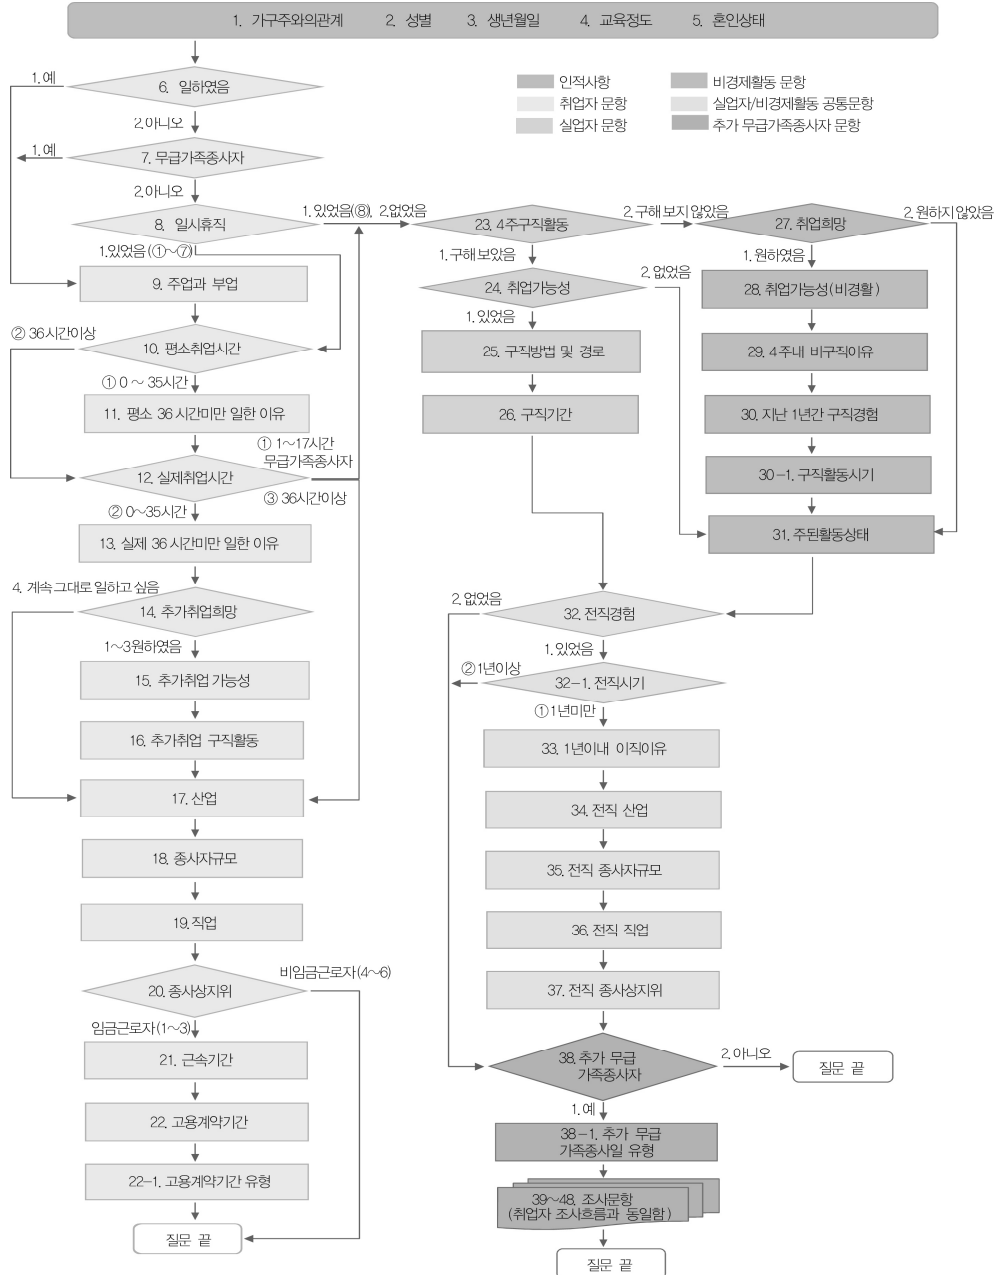 1. 가구주와의관계 2. 성별 3. 생년월일 4. 교육정도 5. 혼인상태
인적사항
취업자 문항
실업자 문항
비경제활동 문항
실업자/비경제활동 공통문항
추가 무급가족종사자 문항
6. 일하였음
1. 예
2. 아니오
7. 무급가족종사자
1. 예
2. 아니오
8. 일시휴직
1. 있었음(⑧), 2.없었음
1.있었음 (①~⑦)
9. 주업과 부업
② 36시간이상
10. 평소취업시간
① 0 ~ 35시간
11. 평소 36 시간미만 일한 이유
① 1~17시간
무급가족종사자
12. 실제취업시간
③ 36시간이상
② 0~35시간
13. 실제 36 시간미만 일한 이유
4. 계속 그대로 일하고 싶음
14. 추가취업희망
1~3원하였음
15. 추가취업 가능성
16. 추가취업 구직활동
17. 산업
18. 종사자규모
19. 직업
비임금근로자(4~6)
20. 종사상지위
임금근로자(1~3)
21. 근속기간
22. 고용계약기간
22-1. 고용계약기간 유형
질문 끝
23. 4주구직활동
2. 구해 보지 않았음
1. 구해 보았음
24. 취업가능성
2. 없었음
1. 있었음
25. 구직방법 및 경로
26. 구직기간
27. 취업희망
2. 원하지 않았음
1. 원하였음
28. 취업가능성(비경활)
29. 4주내 비구직이유
30. 지난 1년간 구직경험
30-1. 구직활동시기
31. 주된활동상태
2. 없었음
32. 전직경험
1. 있었음
② 1년이상
32-1. 전직시기
① 1년미만
33. 1년이내 이직이유
34. 전직 산업
35. 전직 종사자규모
36. 전직 직업
37. 전직 종사상지위
38. 추가 무급
가족종사자
2. 아니오
질문 끝
1. 예
38-1. 추가 무급
가족종사일 유형
39~48. 조사문항
(취업자 조사흐름과 동일함)
질문 끝